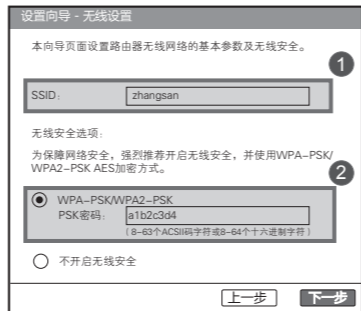 设置向导 - 无线设置
本向导页面设置路由器无线网络的基本参数及无线安全。
1
SSID: zhangsan
无线安全选项:
为保障网络安全，强烈推荐开启无线安全，并使用WPA-PSK/
WPA2-PSK AES加密方式。
2
WPA-PSK/WPA2-PSK
PSK密码: a1b2c3d4
(8-63个ACSII码字符或8-64个十六进制字符)
不开启无线安全
上一步 下一步